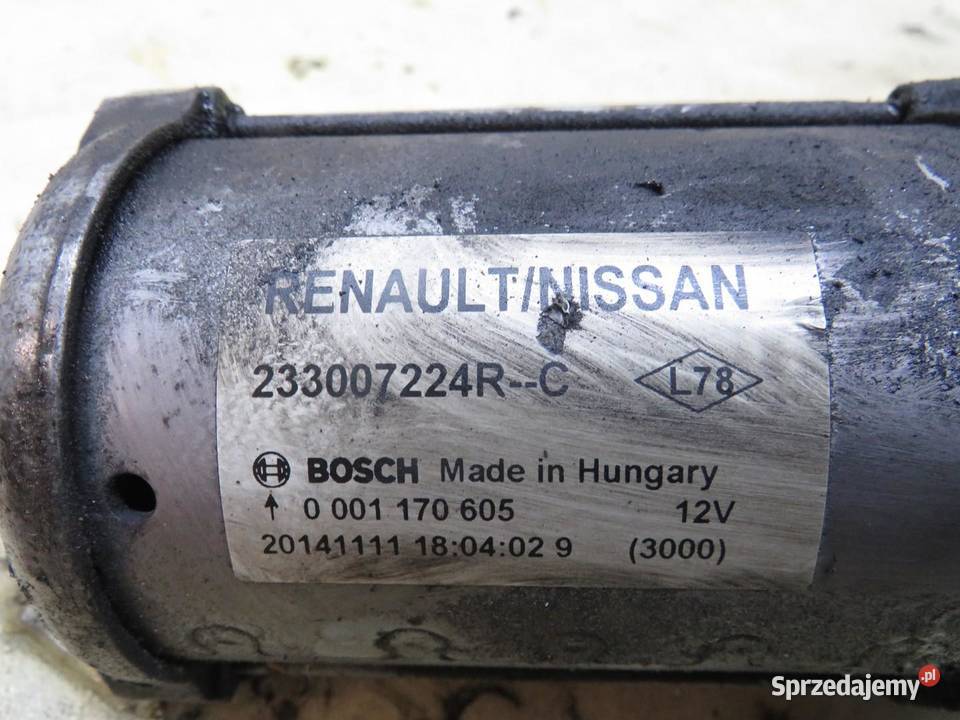 RENAULT/NISSAN
233007224R--C L78
BOSCH Made in Hungary
↑ 0 001 170 605 12V
20141111 18:04:02 9 (3000)
Sprzedajemy.pl